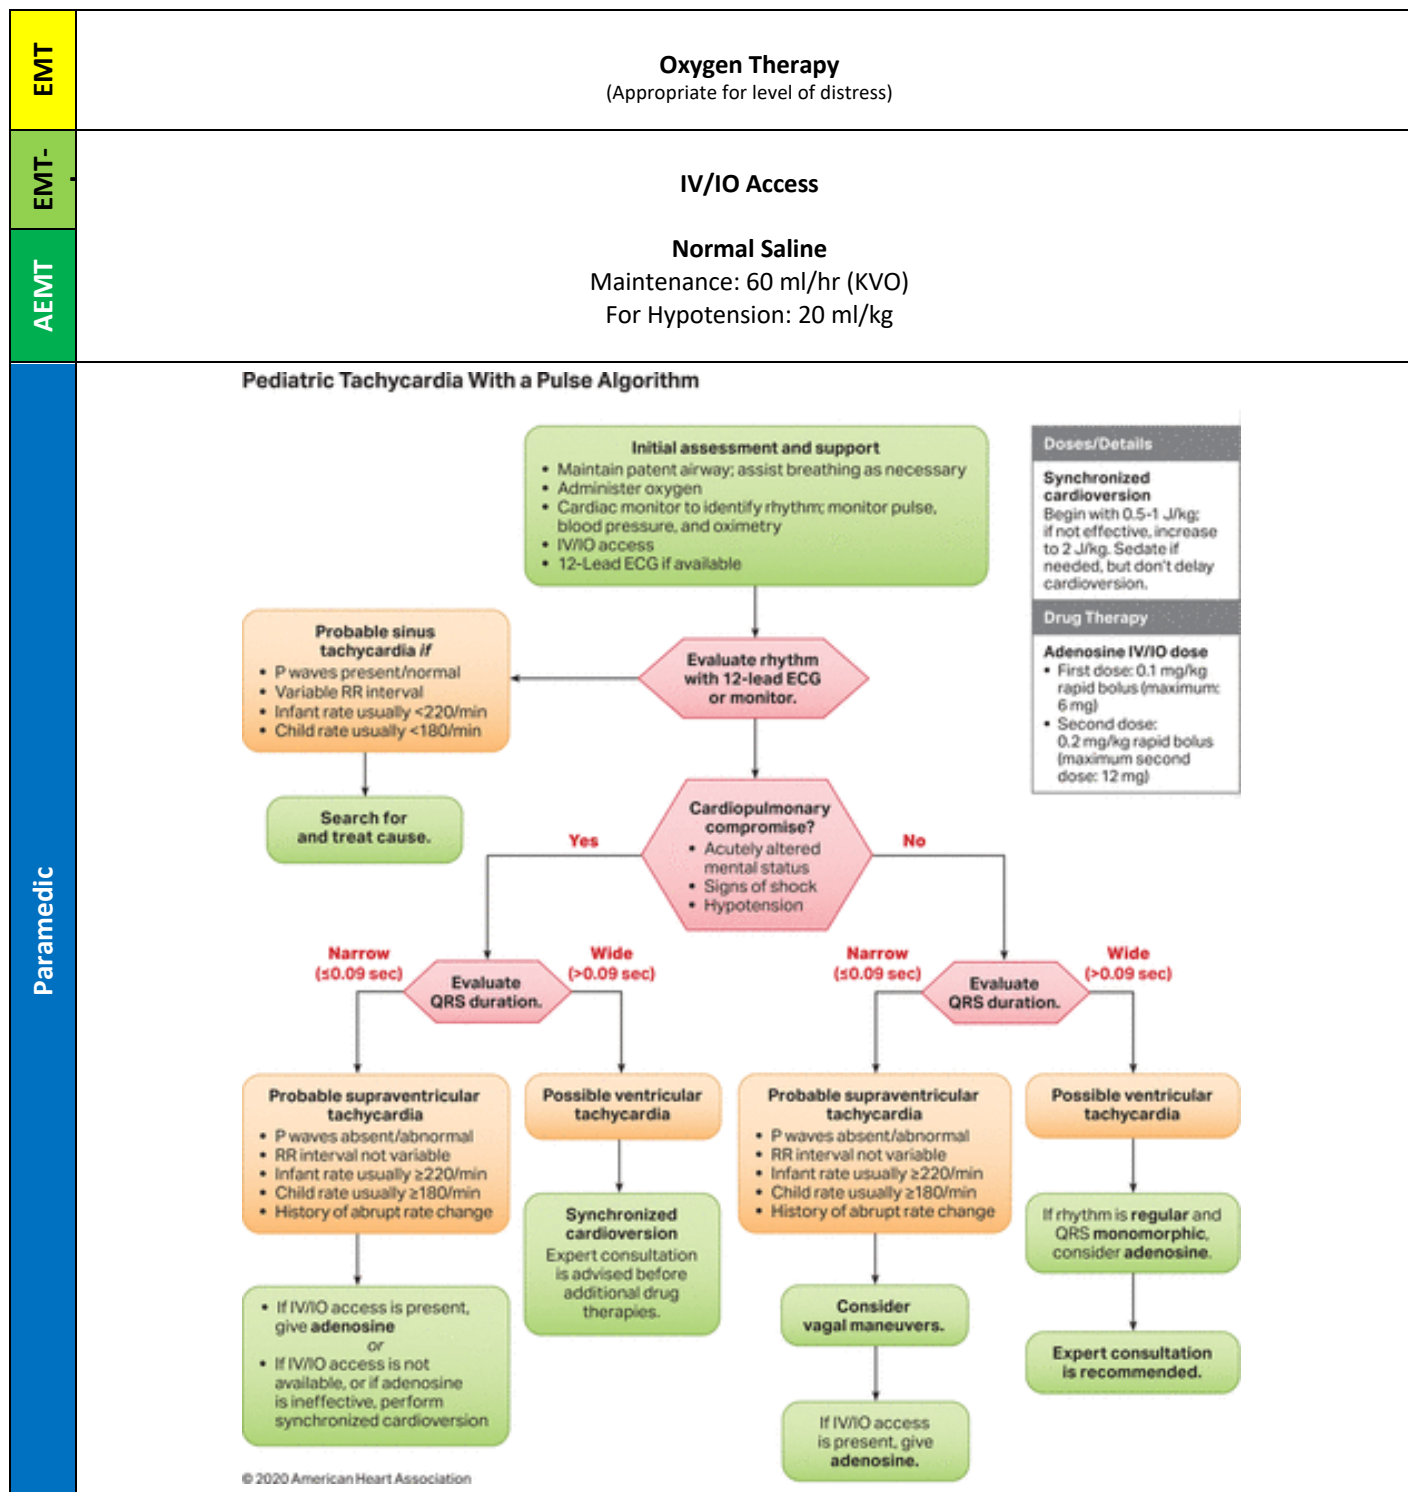 EMT
Oxygen Therapy
(Appropriate for level of distress)
EMT-
IV/IO Access
AEMT
Normal Saline
Maintenance: 60 ml/hr (KVO)
For Hypotension: 20 ml/kg
Paramedic
Pediatric Tachycardia With a Pulse Algorithm
Initial assessment and support
• Maintain patent airway; assist breathing as necessary
• Administer oxygen
• Cardiac monitor to identify rhythm; monitor pulse,
blood pressure, and oximetry
• IV/IO access
• 12-Lead ECG if available
Doses/Details
Synchronized
cardioversion
Begin with 0.5-1 J/kg;
if not effective, increase
to 2 J/kg. Sedate if
needed, but don't delay
cardioversion.
Drug Therapy
Adenosine IV/IO dose
• First dose: 0.1 mg/kg
rapid bolus (maximum:
6 mg)
• Second dose:
0.2 mg/kg rapid bolus
(maximum second
dose: 12 mg)
Probable sinus
tachycardia if
• P waves present/normal
• Variable RR interval
• Infant rate usually <220/min
• Child rate usually <180/min
Evaluate rhythm
with 12-lead ECG
or monitor.
Search for
and treat cause.
Cardiopulmonary
compromise?
• Acutely altered
mental status
• Signs of shock
• Hypotension
Yes
No
Narrow
(≤0.09 sec)
Evaluate
QRS duration.
Wide
(>0.09 sec)
Narrow
(≤0.09 sec)
Evaluate
QRS duration.
Wide
(>0.09 sec)
Probable supraventricular
tachycardia
• P waves absent/abnormal
• RR interval not variable
• Infant rate usually ≥220/min
• Child rate usually ≥180/min
• History of abrupt rate change
Possible ventricular
tachycardia
Probable supraventricular
tachycardia
• P waves absent/abnormal
• RR interval not variable
• Infant rate usually ≥220/min
• Child rate usually ≥180/min
• History of abrupt rate change
Possible ventricular
tachycardia
• If IV/IO access is present,
give adenosine
or
• If IV/IO access is not
available, or if adenosine
is ineffective, perform
synchronized cardioversion
Synchronized
cardioversion
Expert consultation
is advised before
additional drug
therapies.
Consider
vagal maneuvers.
If IV/IO access
is present, give
adenosine.
If rhythm is regular and
QRS monomorphic,
consider adenosine.
Expert consultation
is recommended.
© 2020 American Heart Association